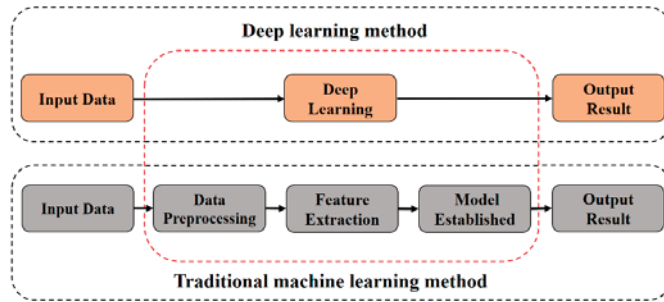 Deep learning method
Input Data
Deep
Learning
Output
Result
Input Data
Data
Preprocessing
Feature
Extraction
Model
Established
Output
Result
Traditional machine learning method